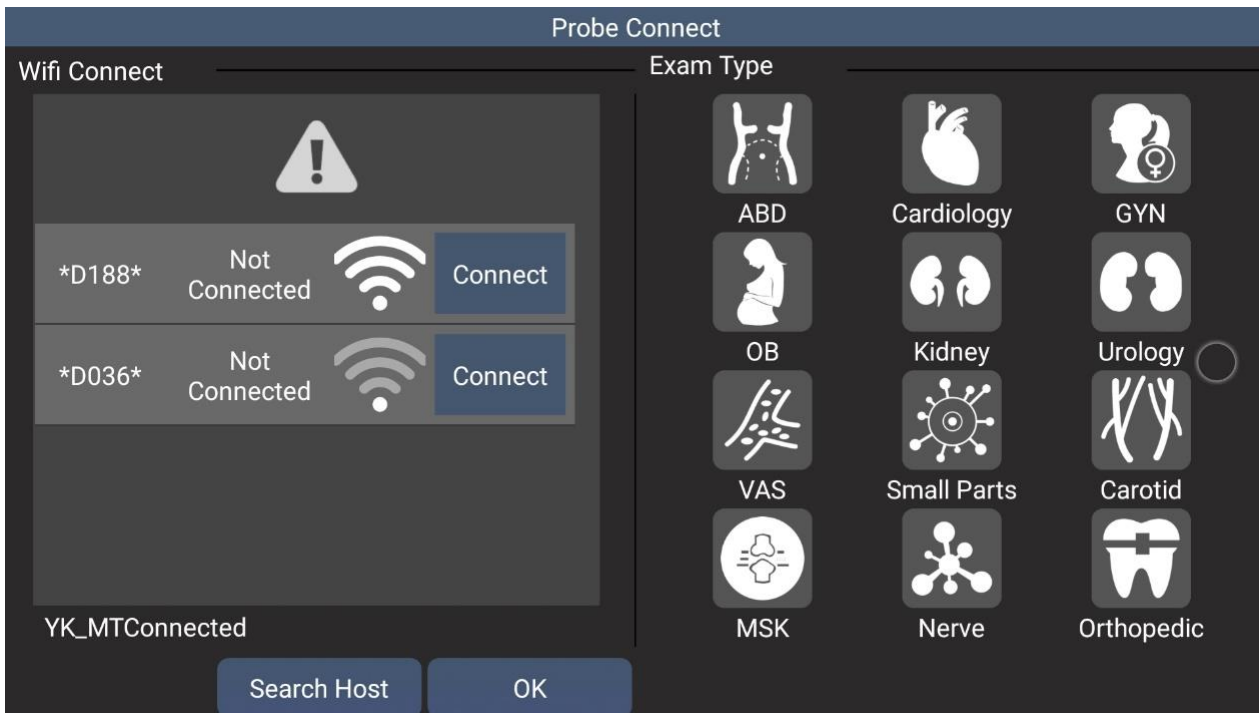 Probe Connect
Wifi Connect
*D188*
Not
Connected
Connect
*D036*
Not
Connected
Connect
YK_MTConnected
Search Host
OK
Exam Type
ABD
Cardiology
GYN
OB
Kidney
Urology
VAS
Small Parts
Carotid
MSK
Nerve
Orthopedic